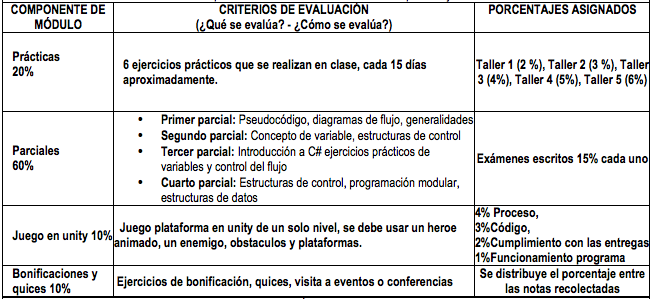 COMPONENTE DE
MÓDULO
CRITERIOS DE EVALUACIÓN
(¿Qué se evalúa? - ¿Cómo se evalúa?)
PORCENTAJES ASIGNADOS
Prácticas
20%
6 ejercicios prácticos que se realizan en clase, cada 15 días
aproximadamente.
Taller 1 (2 %), Taller 2 (3 %), Taller
3 (4%), Taller 4 (5%), Taller 5 (6%)
Parciales
60%
• Primer parcial: Pseudocódigo, diagramas de flujo, generalidades
• Segundo parcial: Concepto de variable, estructuras de control
• Tercer parcial: Introducción a C# ejercicios prácticos de
variables y control del flujo
• Cuarto parcial: Estructuras de control, programación modular,
estructuras de datos
Exámenes escritos 15% cada uno
Juego en unity 10%
Juego plataforma en unity de un solo nivel, se debe usar un heroe
animado, un enemigo, obstaculos y plataformas.
4% Proceso,
3%Código,
2%Cumplimiento con las entregas
1%Funcionamiento programa
Bonificaciones y
quices 10%
Ejercicios de bonificación, quices, visita a eventos o conferencias
Se distribuye el porcentaje entre
las notas recolectadas